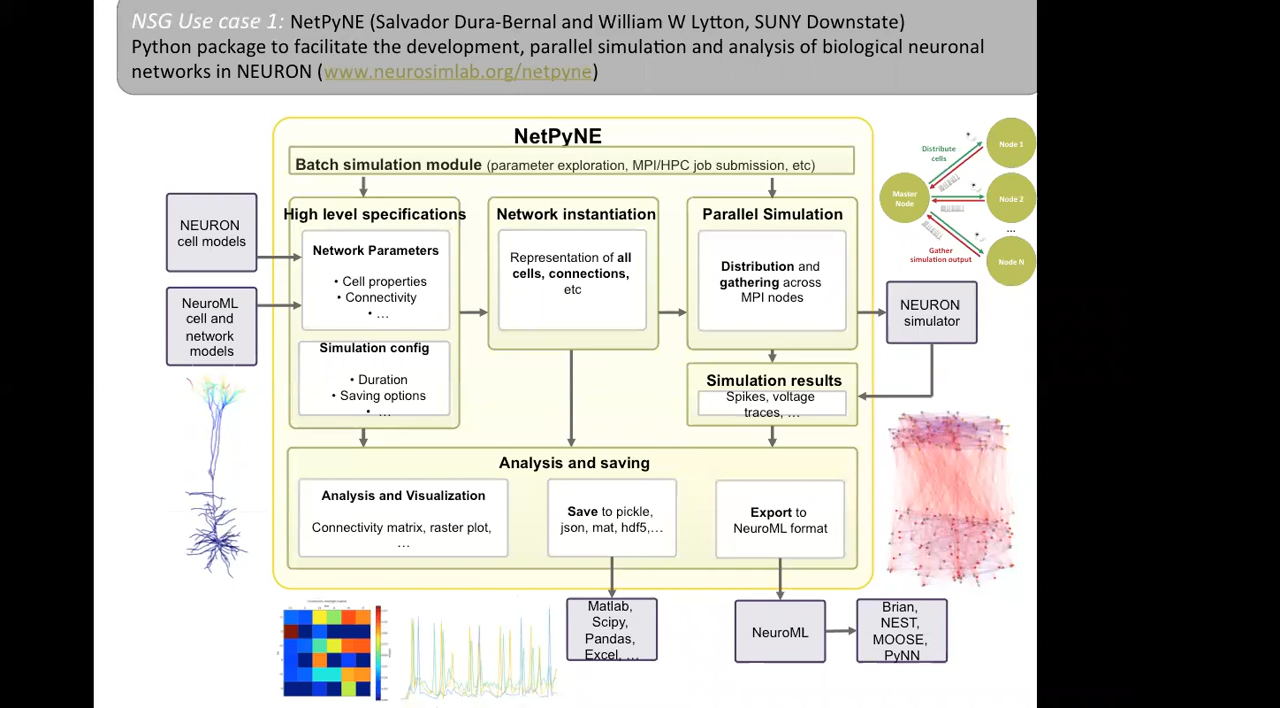 NSG Use case 1: NetPyNE (Salvador Dura-Bernal and William W Lytton, SUNY Downstate)
Python package to facilitate the development, parallel simulation and analysis of biological neuronal
networks in NEURON (www.neurosimlab.org/netpyne)
NetPyNE
Batch simulation module (parameter exploration, MPI/HPC job submission, etc)
NEURON
cell models
NeuroML
cell and
network
models
High level specifications
Network Parameters
• Cell properties
• Connectivity
• ...
Simulation config
• Duration
• Saving options
• ...
Network instantiation
Representation of all
cells, connections,
etc
Parallel Simulation
Distribution and
gathering across
MPI nodes
Distribute
cells
Master
Node
Gather
simulation output
Node 1
Node 2
...
Node N
NEURON
simulator
Simulation results
Spikes, voltage
traces, ...
Analysis and saving
Analysis and Visualization
Connectivity matrix, raster plot,
...
Save to pickle,
json, mat, hdf5,...
Export to
NeuroML format
Matlab,
Scipy,
Pandas,
Excel, ...
NeuroML
Brian,
NEST,
MOOSE,
PyNN